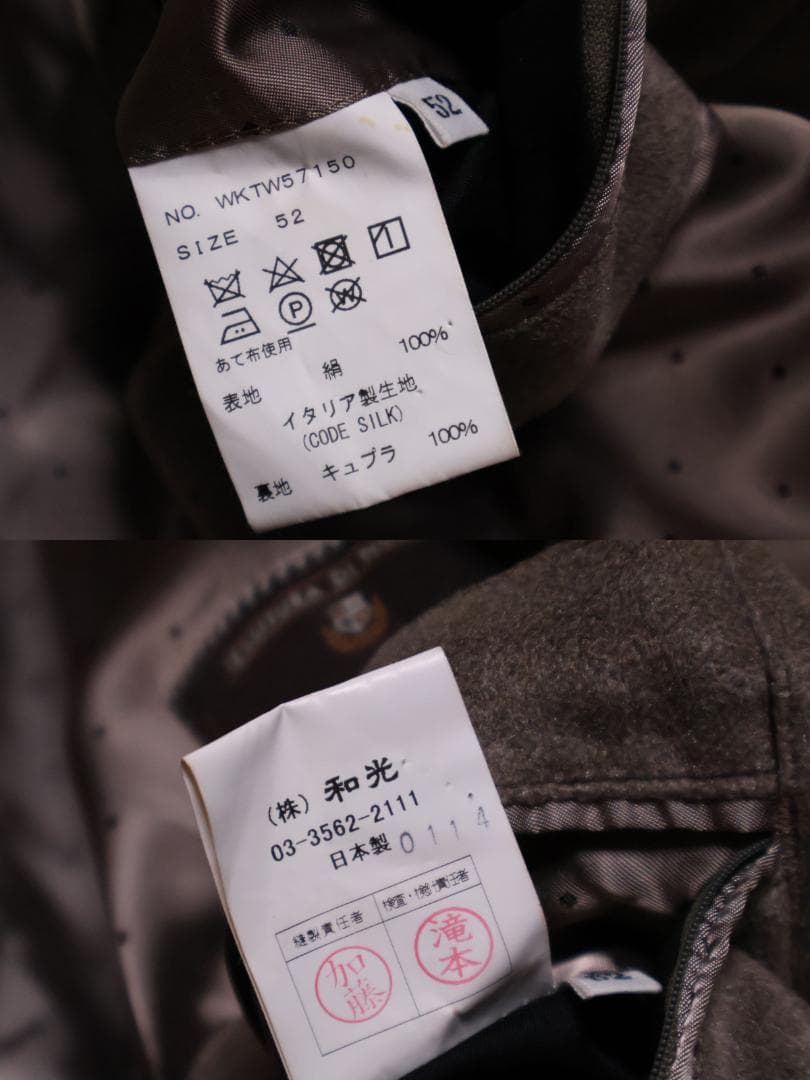 52
NO. WKTW57150
SIZE 52
P W
あて布使用
表地 絹 100%
イタリア製生地
(CODE SILK)
裏地 キュプラ 100%
(株) 和光
03-3562-2111
日本製 0114
縫製責任者 検査・検針責任者
加藤 滝本